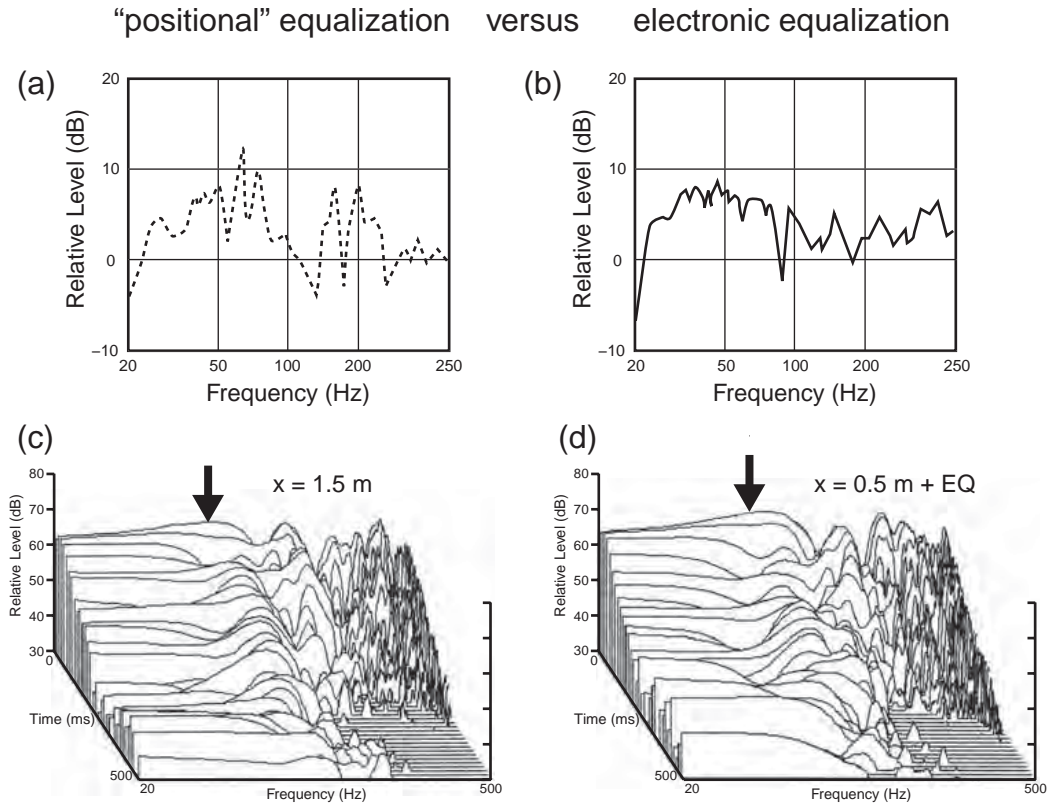 “positional” equalization versus electronic equalization
(a)
20
10
0
–10
Relative Level (dB)
20 50 100 200 250
Frequency (Hz)
(b)
20
10
0
–10
Relative Level (dB)
20 50 100 200 250
Frequency (Hz)
(c)
x = 1.5 m
80
70
60
50
40
30
Relative Level (dB)
0
Time (ms)
500
20
Frequency (Hz)
500
(d)
x = 0.5 m + EQ
80
70
60
50
40
30
Relative Level (dB)
0
Time (ms)
500
20
Frequency (Hz)
500